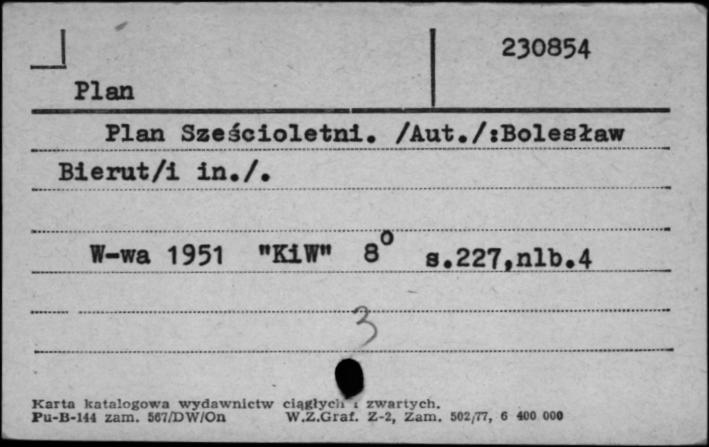 230854
Plan
Plan Sześcioletni. /Aut./:Bolesław
Bierut/i in./.
W-wa 1951 "KiW" 8° s.227,nlb.4
3
Karta katalogowa wydawnictw ciągłych i zwartych.
Pu-B-144 zam. 567/DW/On W.Z.Graf. Z-2, Zam. 502/77, 6 400 000